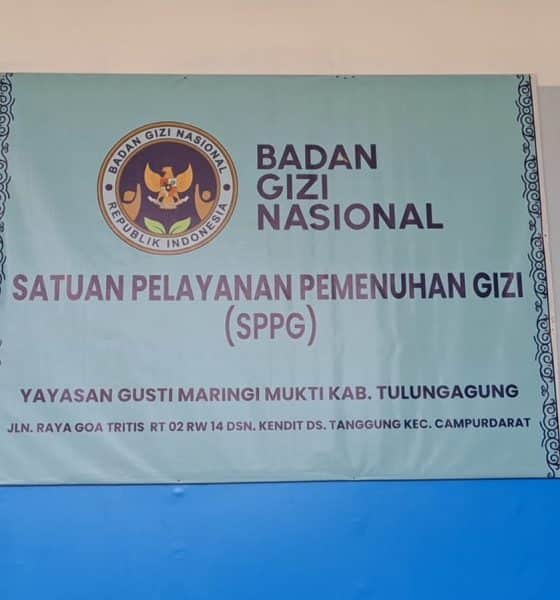 BADAN GIZI NASIONAL
REPUBLIK INDONESIA
BADAN
GIZI
NASIONAL
SATUAN PELAYANAN PEMENUHAN GIZI
(SPPG)
YAYASAN GUSTI MARINGI MUKTI KAB. TULUNGAGUNG
JLN. RAYA GOA TRITIS RT 02 RW 14 DSN. KENDIT DS. TANGGUNG KEC. CAMPURDARAT